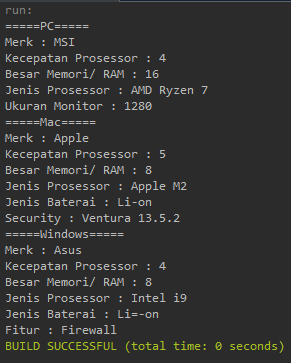 run:
=====PC=====
Merk : MSI
Kecepatan Prosessor : 4
Besar Memori/ RAM : 16
Jenis Prosessor : AMD Ryzen 7
Ukuran Monitor : 1280
=====Mac=====
Merk : Apple
Kecepatan Prosessor : 5
Besar Memori/ RAM : 8
Jenis Prosessor : Apple M2
Jenis Baterai : Li-on
Security : Ventura 13.5.2
=====Windows=====
Merk : Asus
Kecepatan Prosessor : 4
Besar Memori/ RAM : 8
Jenis Prosessor : Intel i9
Jenis Baterai : Li=-on
Fitur : Firewall
BUILD SUCCESSFUL (total time: 0 seconds)